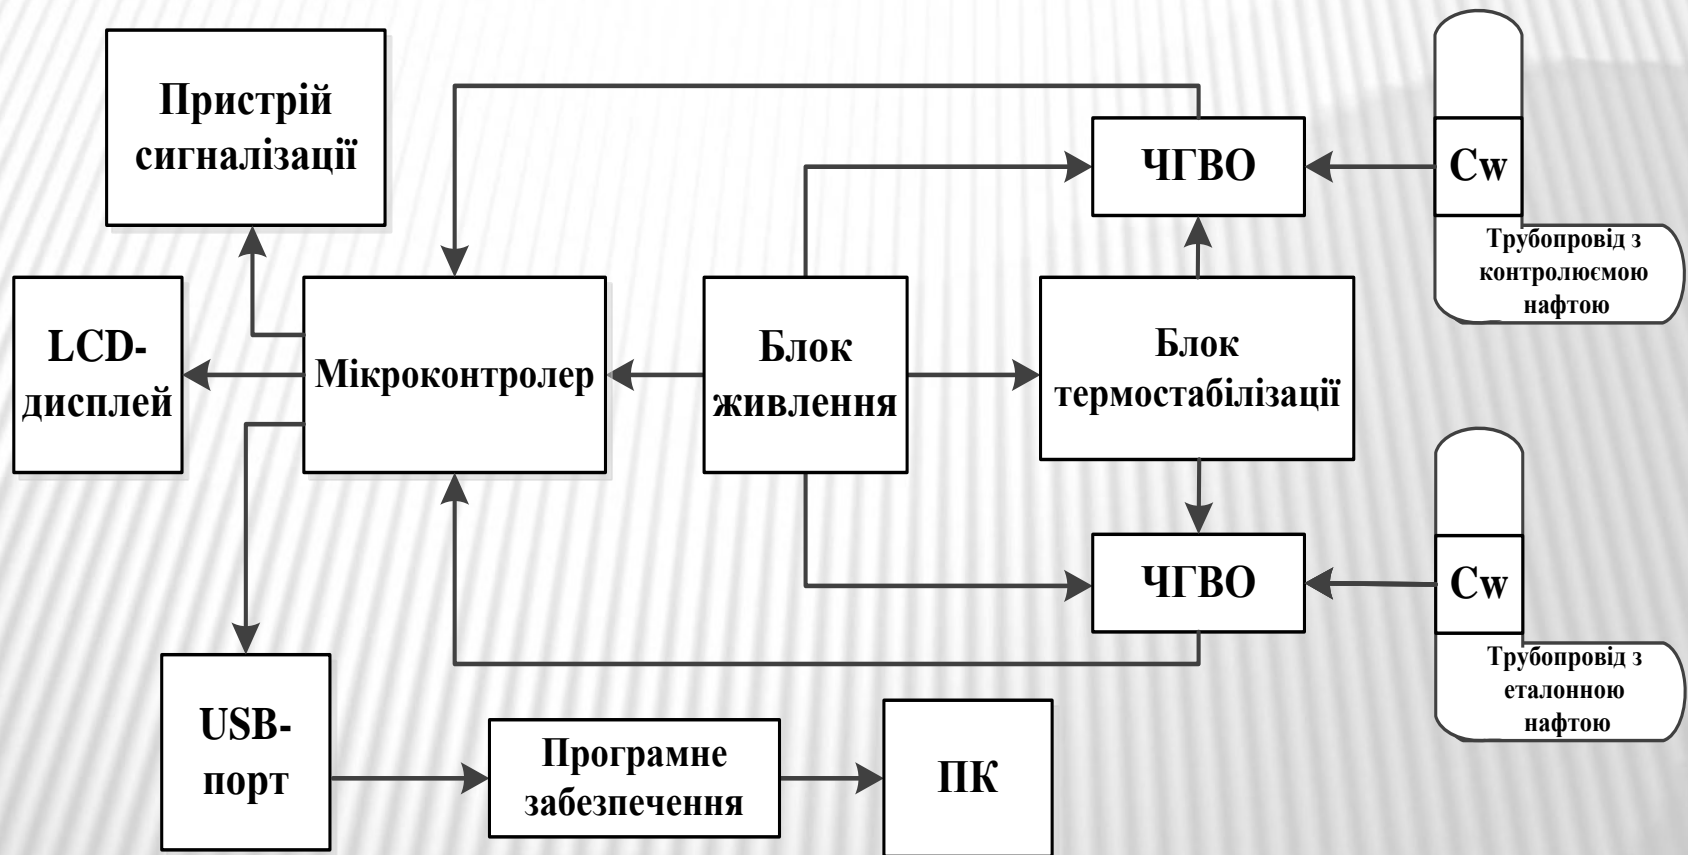 Пристрій
сигналізації
ЧГВО
Cw
Трубопровід з
контролюємою
нафтою
LCD-
дисплей
Мікроконтролер
Блок
живлення
Блок
термостабілізації
ЧГВО
Cw
Трубопровід з
еталонною
нафтою
USB-
порт
Програмне
забезпечення
ПК